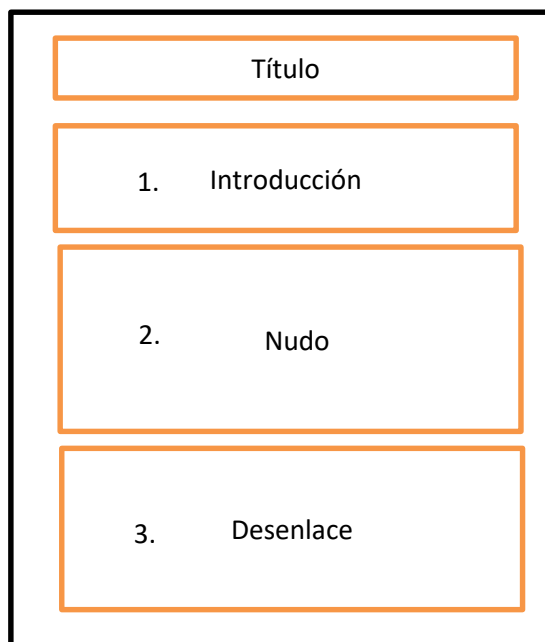 Título
1. Introducción
2. Nudo
3. Desenlace